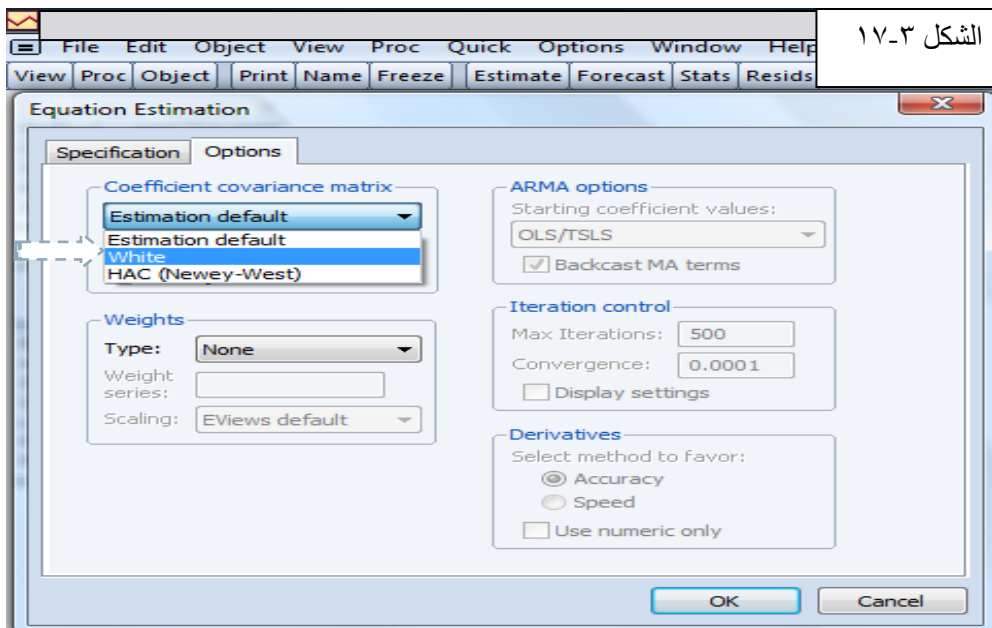 الشكل ٣-١٧
File Edit Object View Proc Quick Options Window Help
View Proc Object Print Name Freeze Estimate Forecast Stats Resids
Equation Estimation
Specification Options
Coefficient covariance matrix
Estimation default
Estimation default
White
HAC (Newey-West)
Weights
Type: None
Weight series:
Scaling: EViews default
ARMA options
Starting coefficient values:
OLS/TSLS
Backcast MA terms
Iteration control
Max Iterations: 500
Convergence: 0.0001
Display settings
Derivatives
Select method to favor:
Accuracy
Speed
Use numeric only
OK Cancel